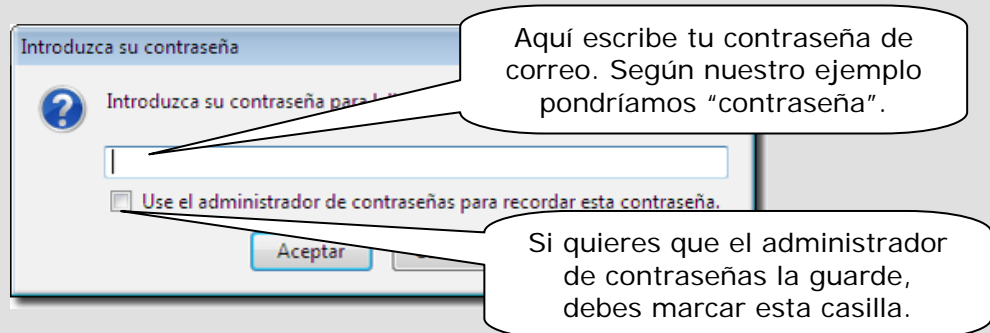 Introduzca su contraseña
Aquí escribe tu contraseña de
correo. Según nuestro ejemplo
pondríamos “contraseña”.
Introduzca su contraseña para
Use el administrador de contraseñas para recordar esta contraseña.
Aceptar
Si quieres que el administrador
de contraseñas la guarde,
debes marcar esta casilla.